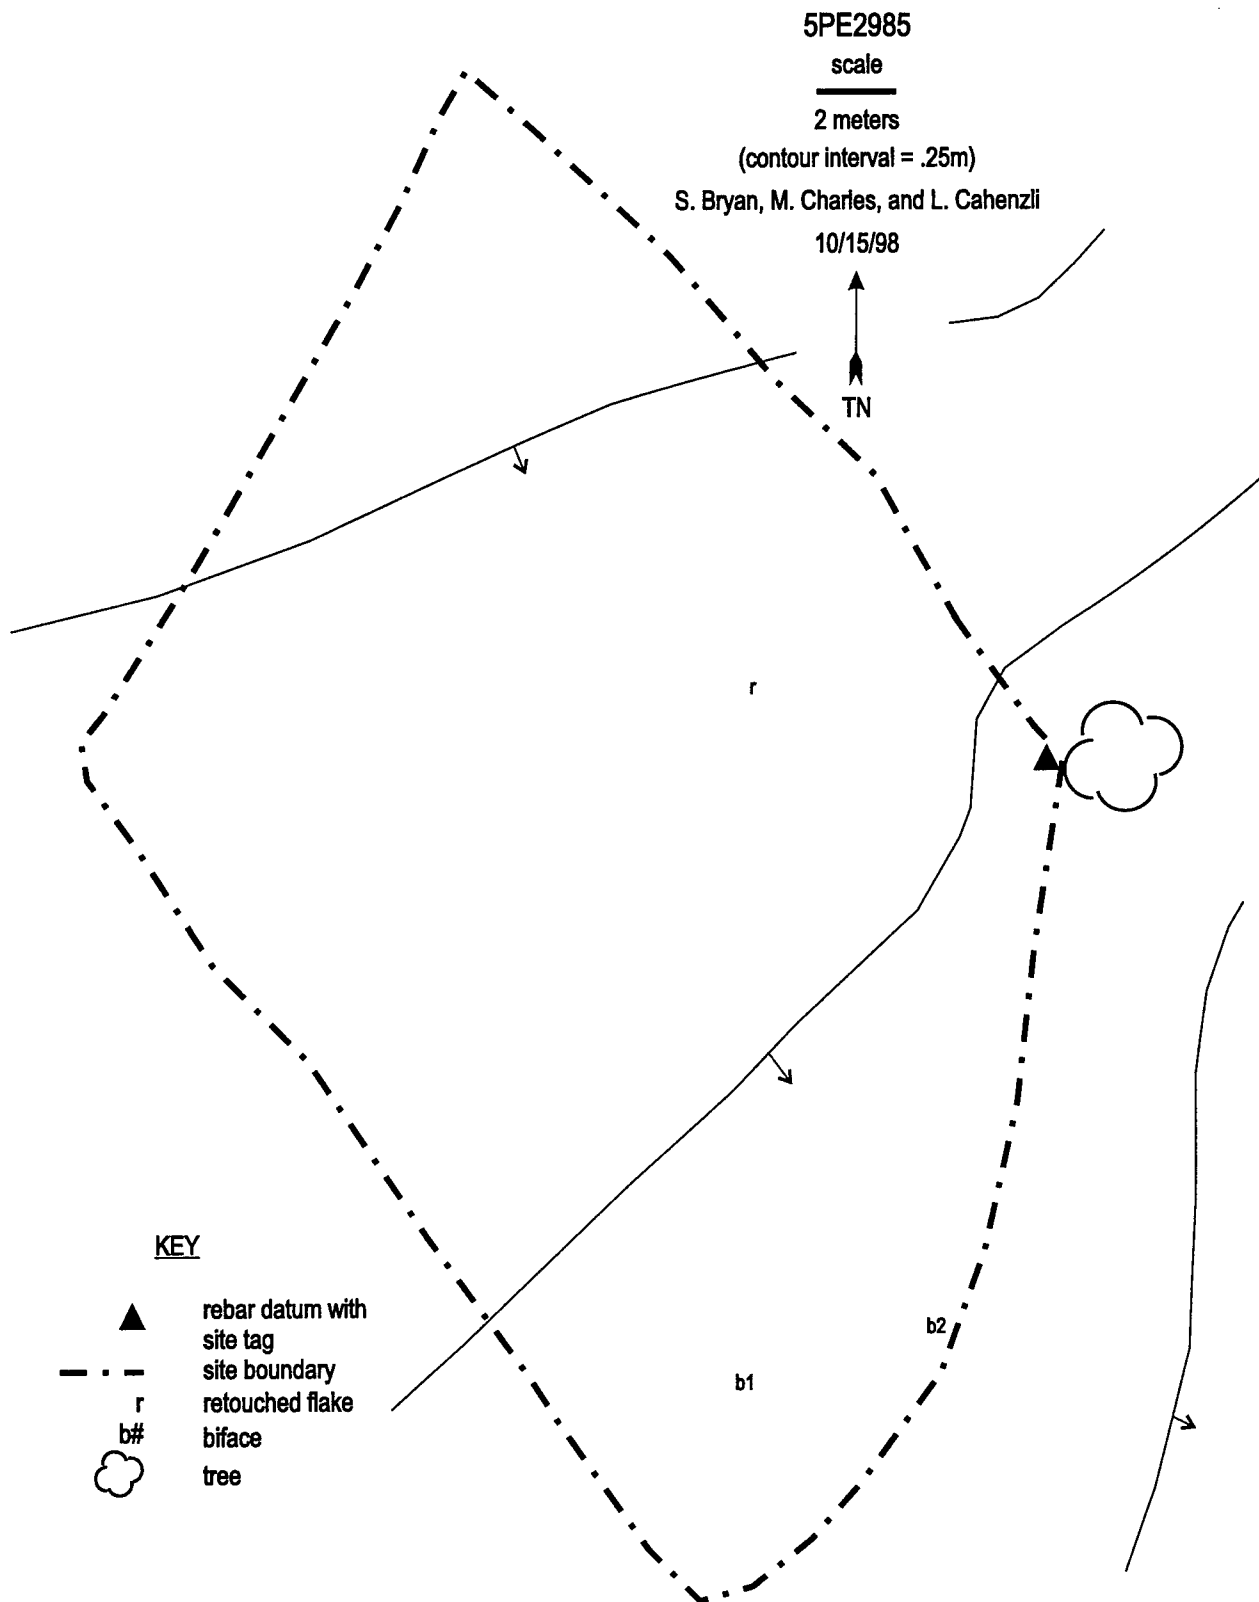 5PE2985
scale
2 meters
(contour interval = .25m)
S. Bryan, M. Charles, and L. Cahenzli
10/15/98
TN
r
b2
b1
KEY
rebar datum with
site tag
site boundary
r retouched flake
b# biface
tree